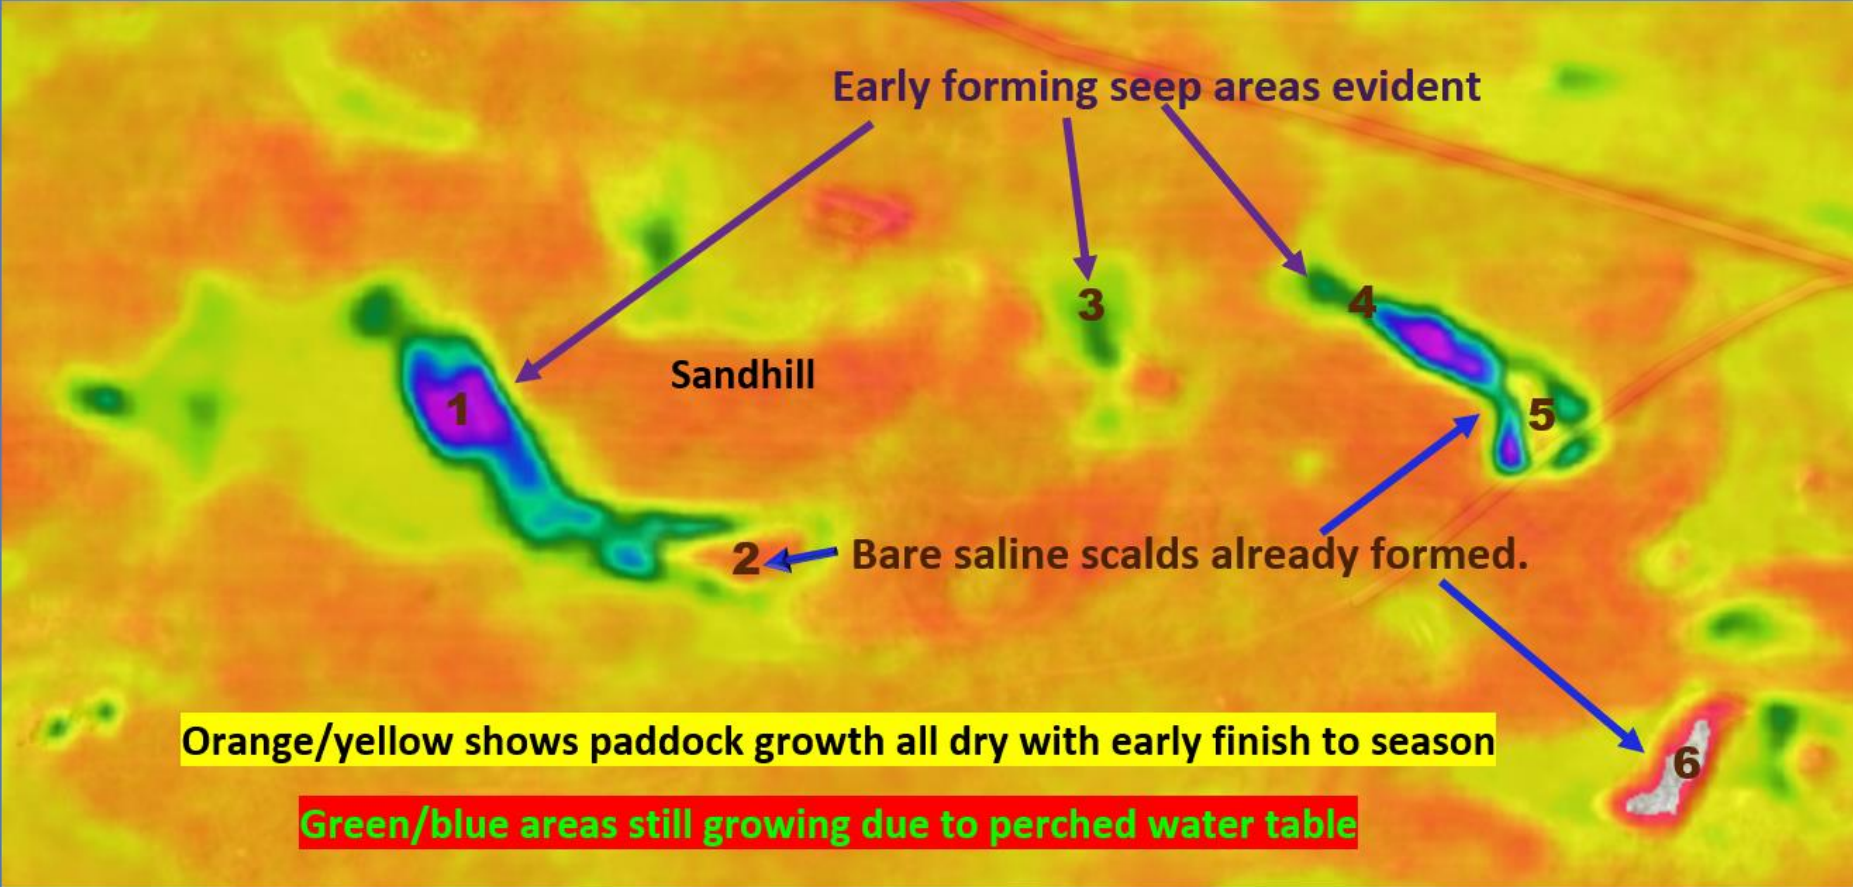 Early forming seep areas evident
3
4
Sandhill
1
5
2
Bare saline scalds already formed.
Orange/yellow shows paddock growth all dry with early finish to season
6
Green/blue areas still growing due to perched water table